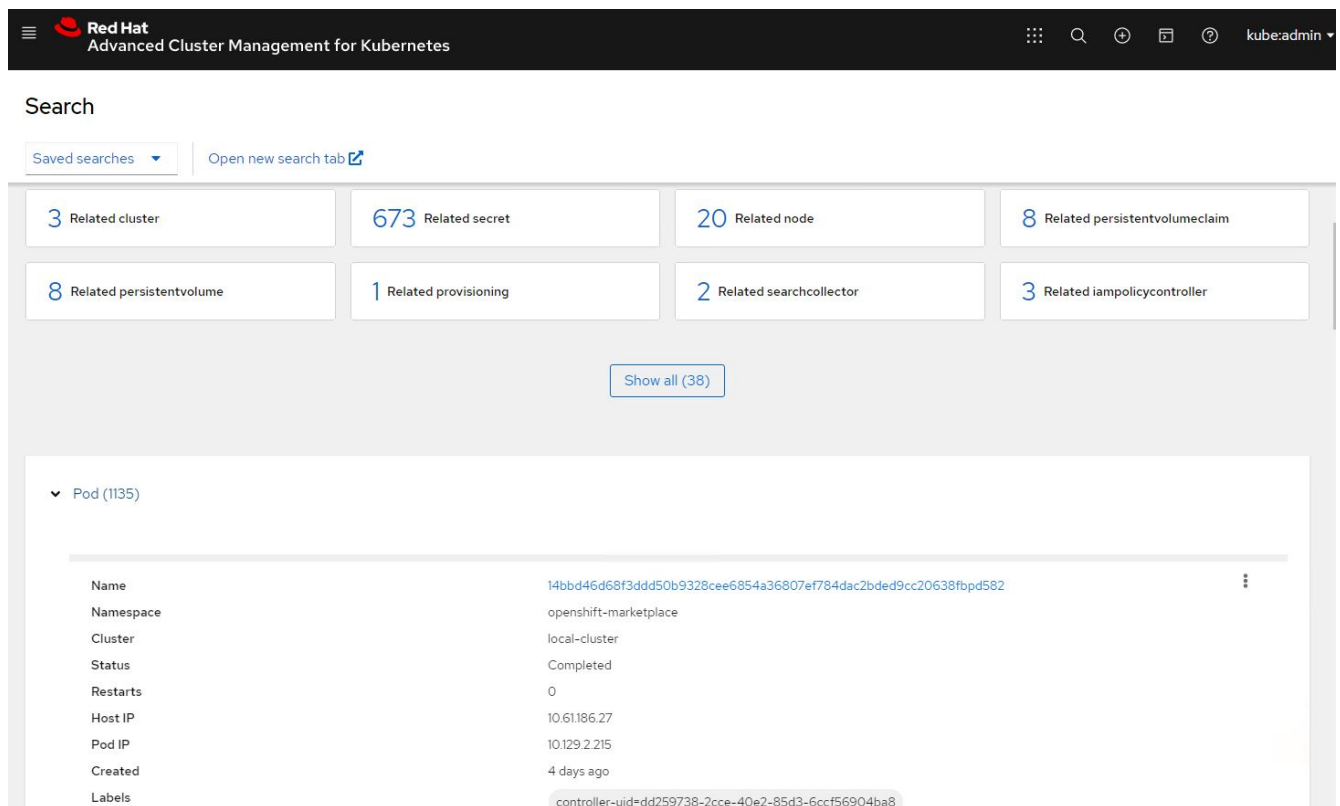 Red Hat
Advanced Cluster Management for Kubernetes
kube:admin
Search
Saved searches
Open new search tab
3 Related cluster
673 Related secret
20 Related node
8 Related persistentvolumeclaim
8 Related persistentvolume
1 Related provisioning
2 Related searchcollector
3 Related iampolicycontroller
Show all (38)
Pod (1135)
Name 14bbd46d68f3ddd50b9328cee6854a36807ef784dac2bded9cc20638fbpd582
Namespace openshift-marketplace
Cluster local-cluster
Status Completed
Restarts 0
Host IP 10.61.186.27
Pod IP 10.129.2.215
Created 4 days ago
Labels controller-uid=dd259738-2cce-40e2-85d3-6ccf56904ba8